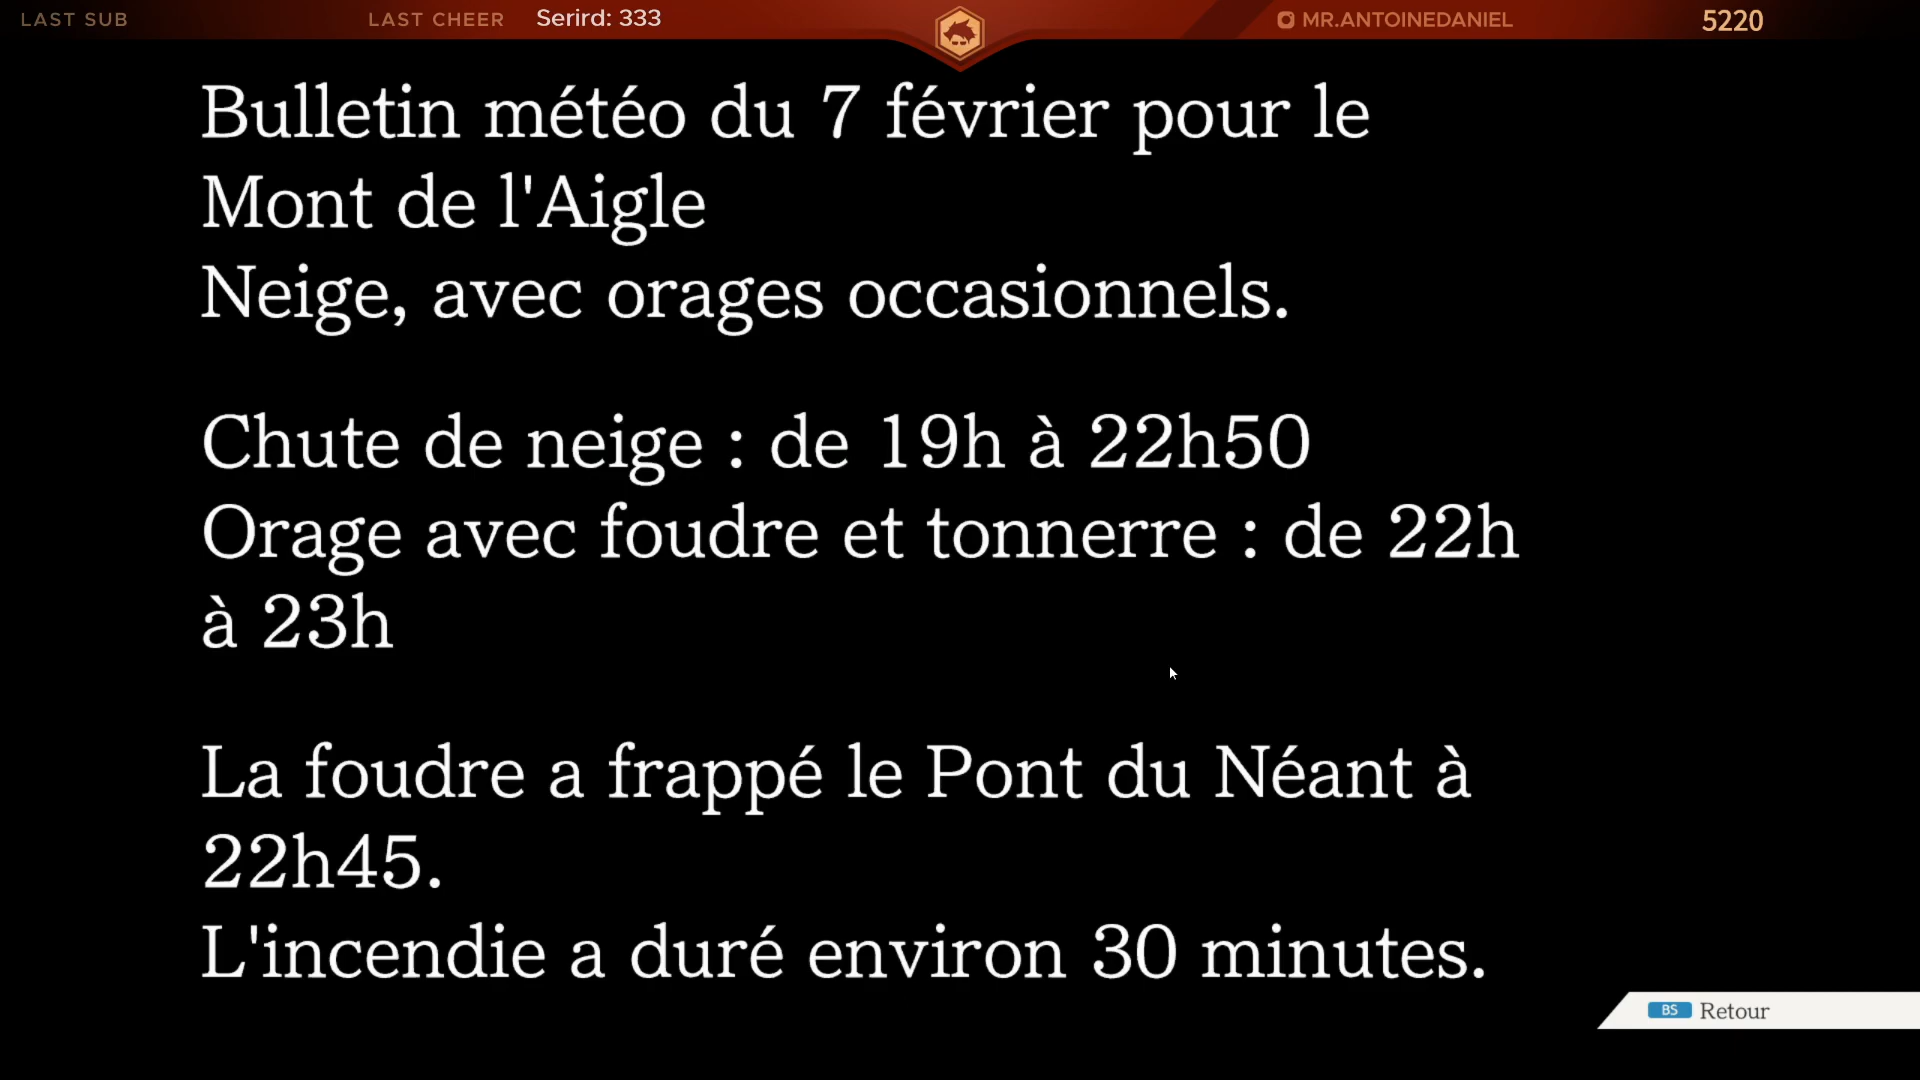 LAST SUB
LAST CHEER Serird: 333
MR.ANTOINEDANIEL
5220
Bulletin météo du 7 février pour le
Mont de l'Aigle
Neige, avec orages occasionnels.
Chute de neige : de 19h à 22h50
Orage avec foudre et tonnerre : de 22h
à 23h
La foudre a frappé le Pont du Néant à
22h45.
L'incendie a duré environ 30 minutes.
BS Retour